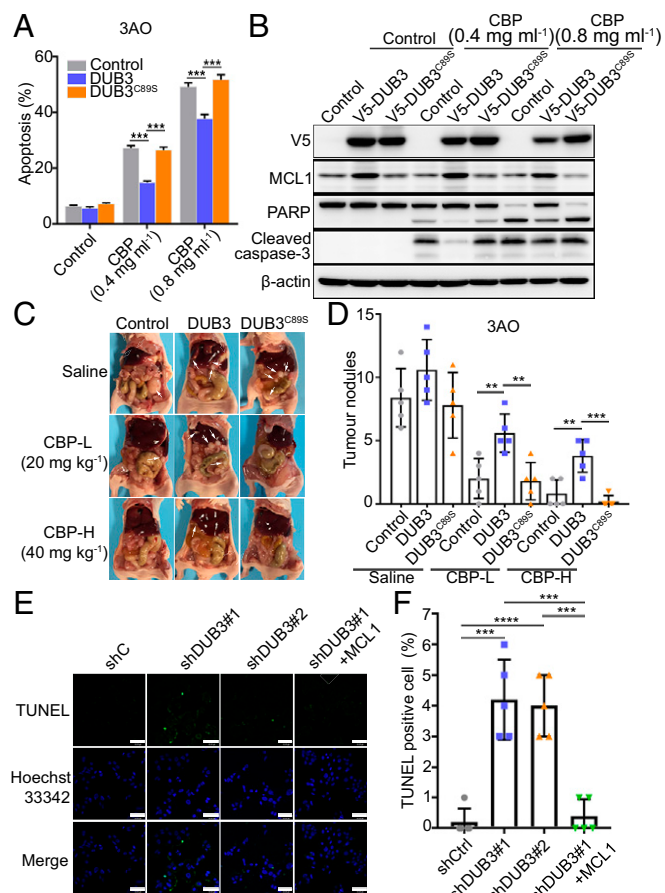 A
3AO
Apoptosis (%)
60
40
20
0
Control
DUB3
DUB3C89S
***
***
***
***
Control
CBP
(0.4 mg ml-1)
CBP
(0.8 mg ml-1)
B
Control
CBP
(0.4 mg ml-1)
CBP
(0.8 mg ml-1)
Control
V5-DUB3
V5-DUB3C89S
Control
V5-DUB3
V5-DUB3C89S
Control
V5-DUB3
V5-DUB3C89S
V5
MCL1
PARP
Cleaved
caspase-3
β-actin
C
Control
DUB3
DUB3C89S
Saline
CBP-L
(20 mg kg-1)
CBP-H
(40 mg kg-1)
D
3AO
Tumour nodules
15
10
5
0
**
**
**
***
Control
DUB3
DUB3C89S
Control
DUB3
DUB3C89S
Control
DUB3
DUB3C89S
Saline
CBP-L
CBP-H
E
shC
shDUB3#1
shDUB3#2
shDUB3#1
+MCL1
TUNEL
Hoechst
33342
Merge
F
TUNEL positive cell (%)
7
6
5
4
3
2
1
0
***
****
***
***
shCtrl
shDUB3#1
shDUB3#2
shDUB3#1
+MCL1